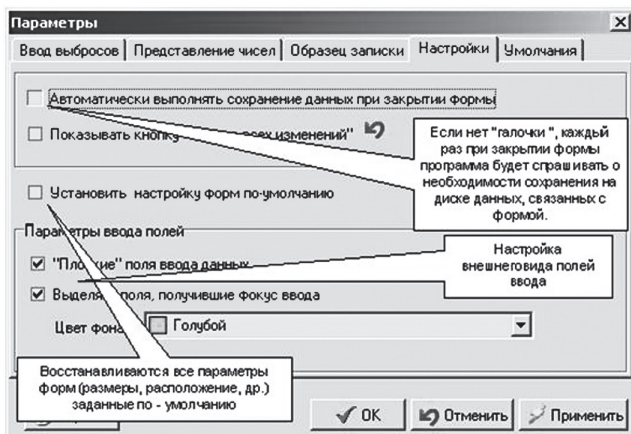 Параметры
Ввод выбросов Представление чисел Образец записки Настройки Умолчания
Автоматически выполнять сохранение данных при закрытии формы
Показывать кнопку всех изменений"
Если нет "галочки ", каждый
раз при закрытии формы
программа будет спрашивать о
необходимости сохранения на
диске данных, связанных с
формой.
Установить настройку форм по-умолчанию
Параметры ввода полей
"Плоские" поля ввода данных
Настройка
внешнеговида полей
ввода
Выделять поля, получившие фокус ввода
Цвет фона Голубой
Восстанавливаются все параметры
форм (размеры, расположение, др.)
заданные по - умолчанию
OK Отменить Применить